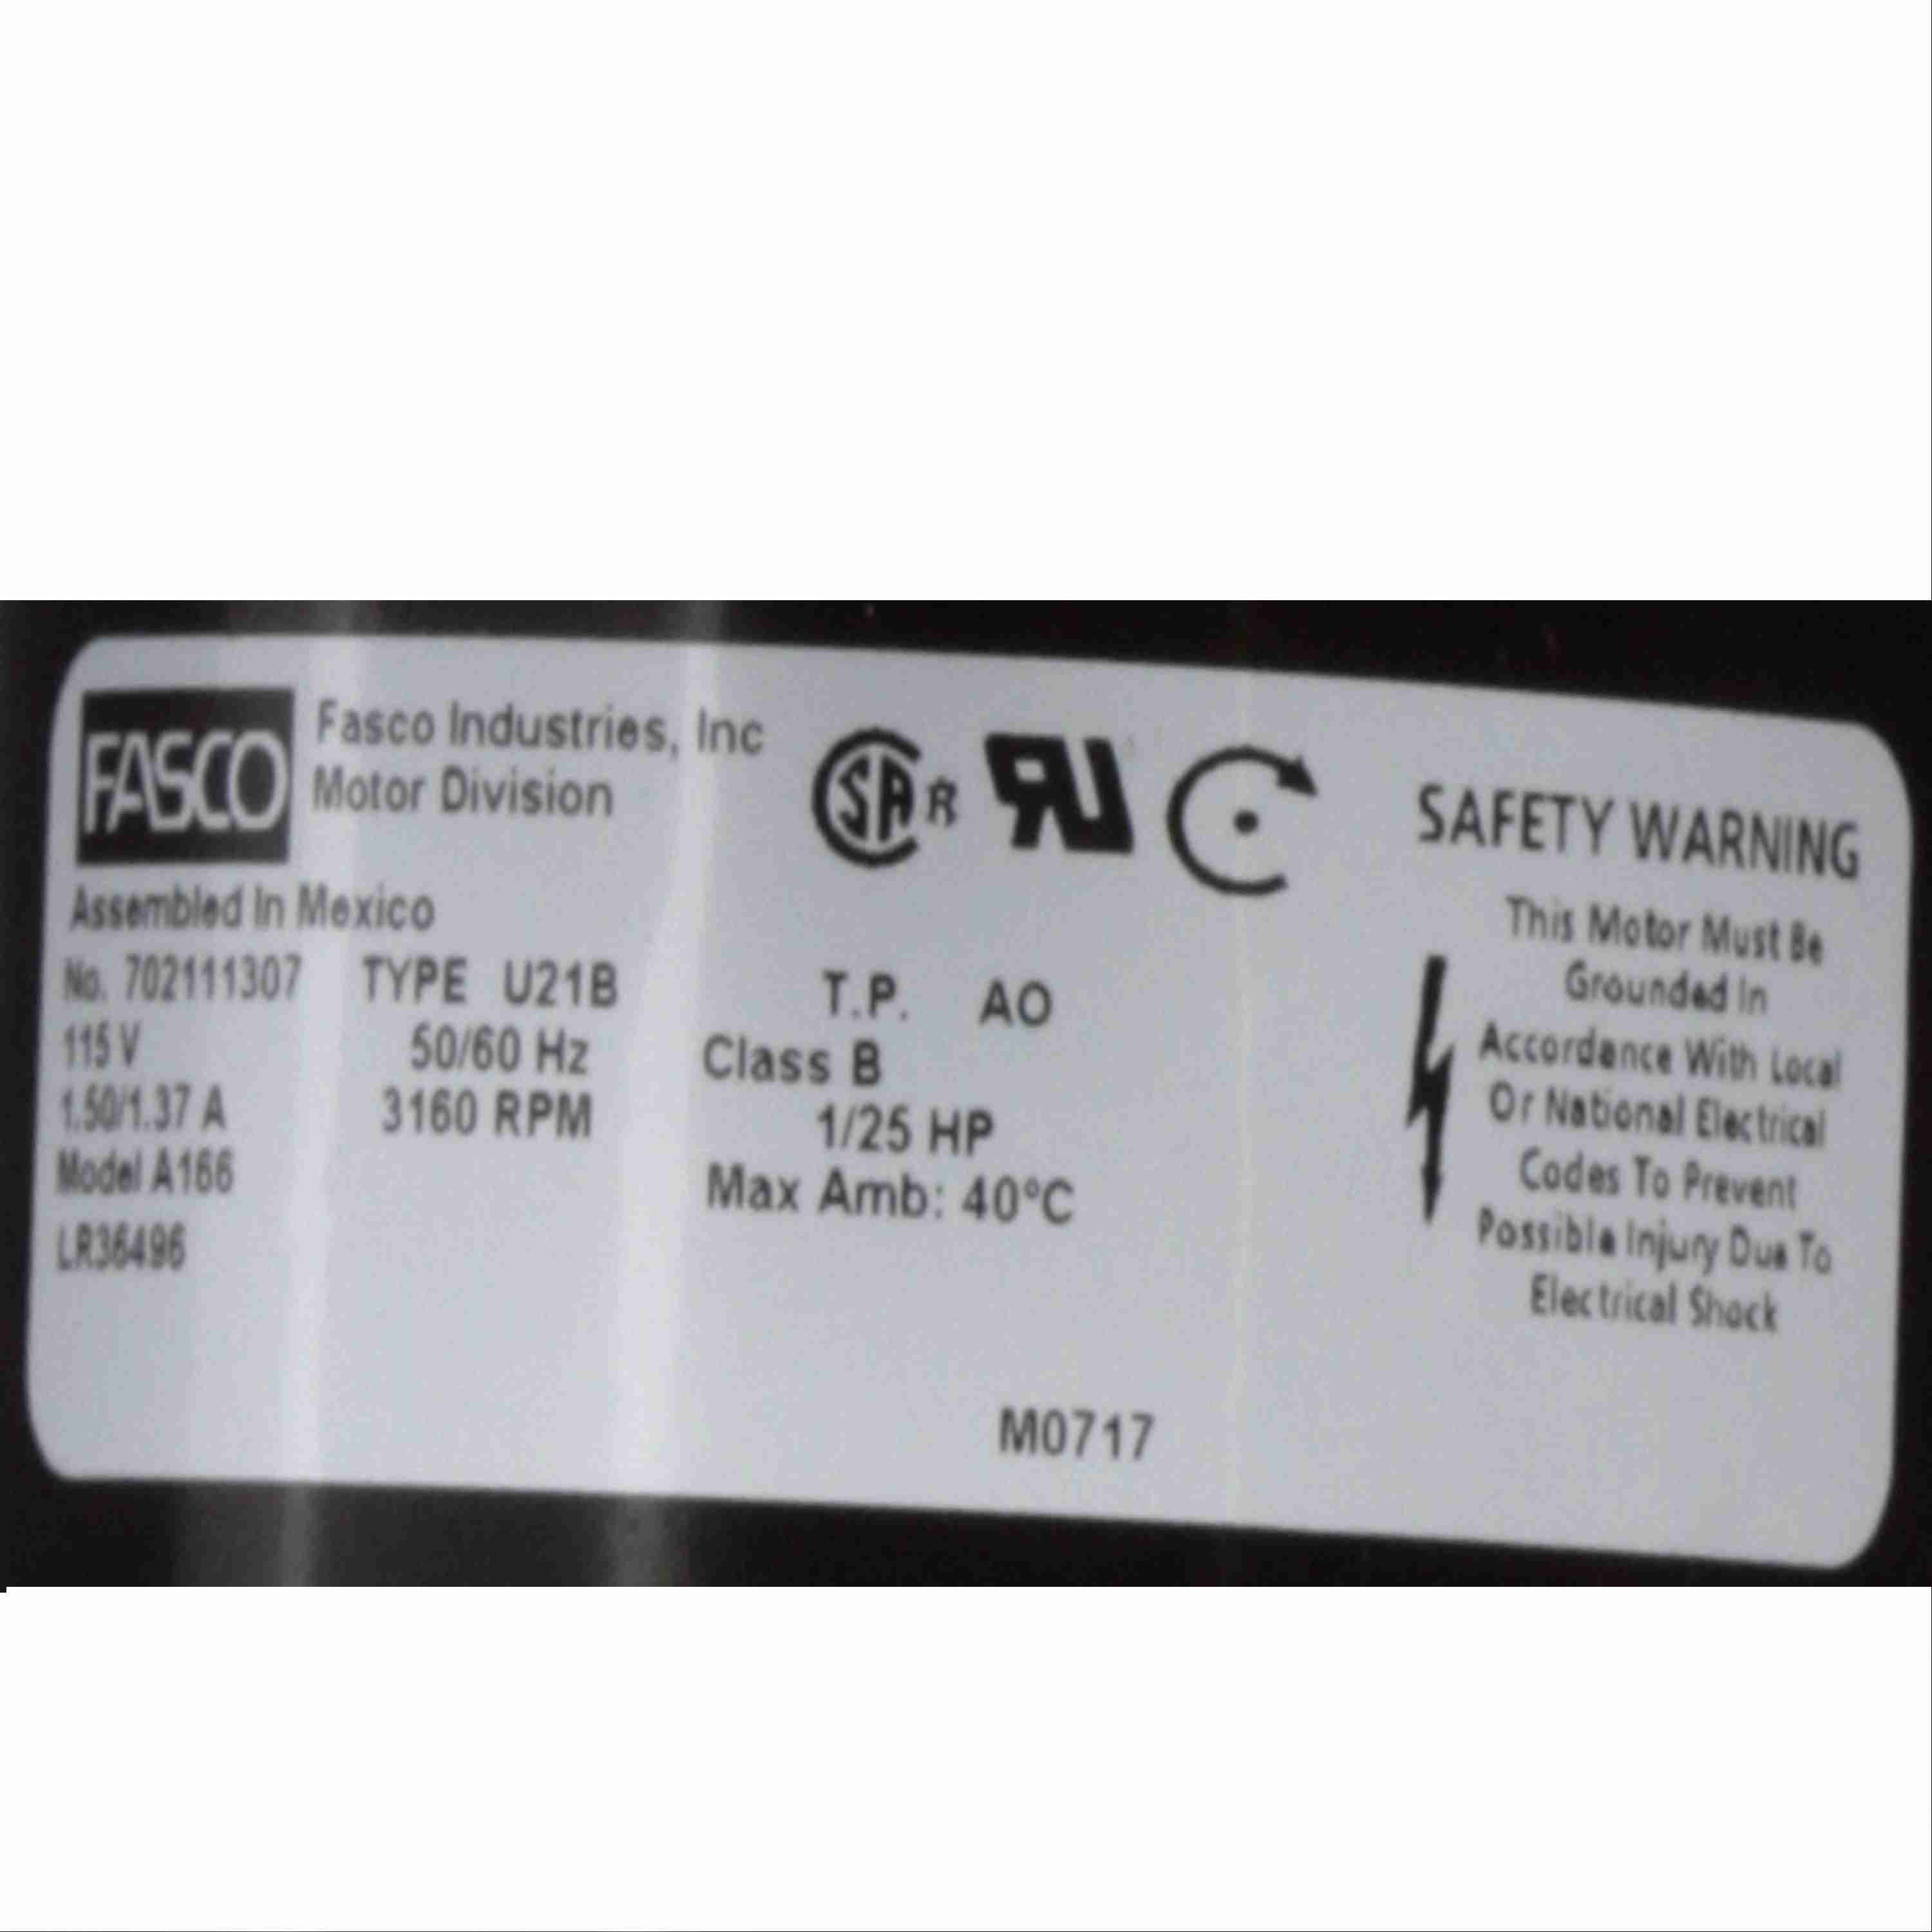 FASCO
Fasco Industries, Inc
Motor Division
SA R
Assembled In Mexico
No. 702111307 TYPE U21B
115 V 50/60 Hz
1.50/1.37 A 3160 RPM
Model A166
LR36496
T.P. AO
Class B
1/25 HP
Max Amb: 40°C
M0717
SAFETY WARNING
This Motor Must Be
Grounded In
Accordance With Local
Or National Electrical
Codes To Prevent
Possible Injury Due To
Electrical Shock